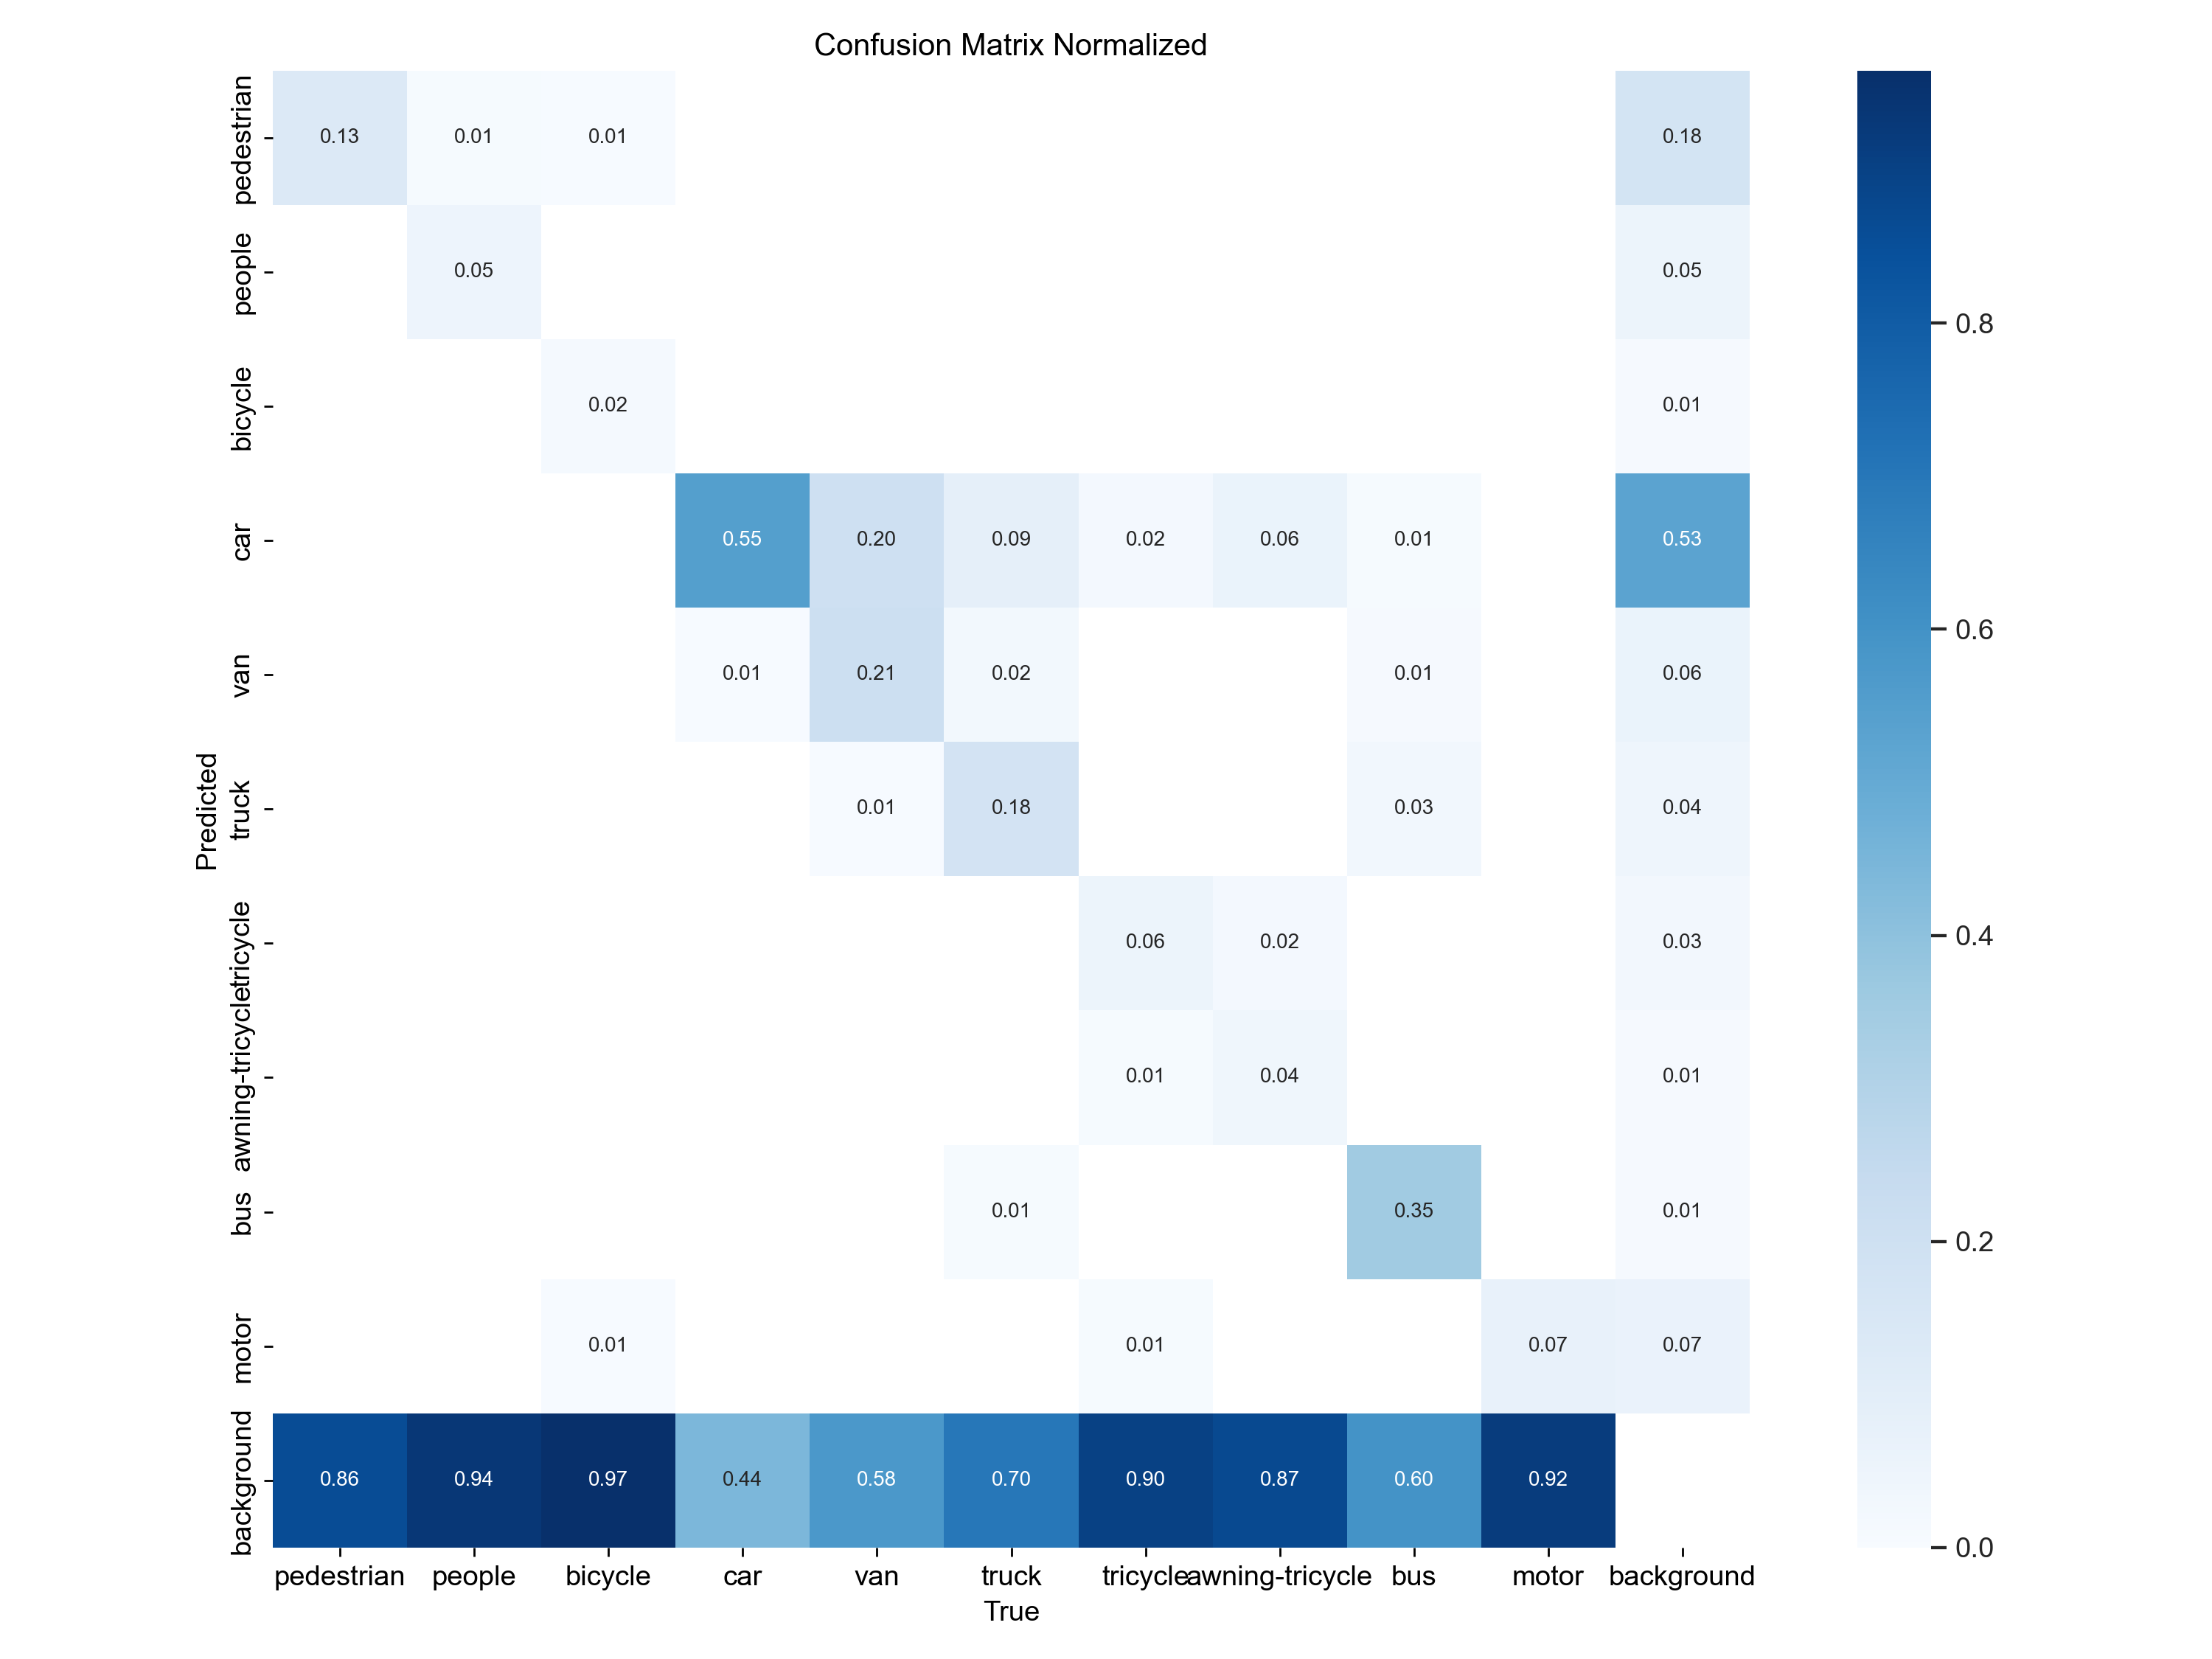 Confusion Matrix Normalized
pedestrian
0.13 0.01 0.01 0.18
people
0.05 0.05
bicycle
0.02 0.01
0.8
car
0.55 0.20 0.09 0.02 0.06 0.01 0.53
0.6
van
0.01 0.21 0.02 0.01 0.06
Predicted
truck
0.01 0.18 0.03 0.04
tricycle
0.06 0.02 0.03
0.4
awning-tricycle
0.01 0.04 0.01
bus
0.01 0.35 0.01
0.2
motor
0.01 0.01 0.07 0.07
background
0.86 0.94 0.97 0.44 0.58 0.70 0.90 0.87 0.60 0.92
0.0
pedestrian people bicycle car van truck tricycle awning-tricycle bus motor background
True